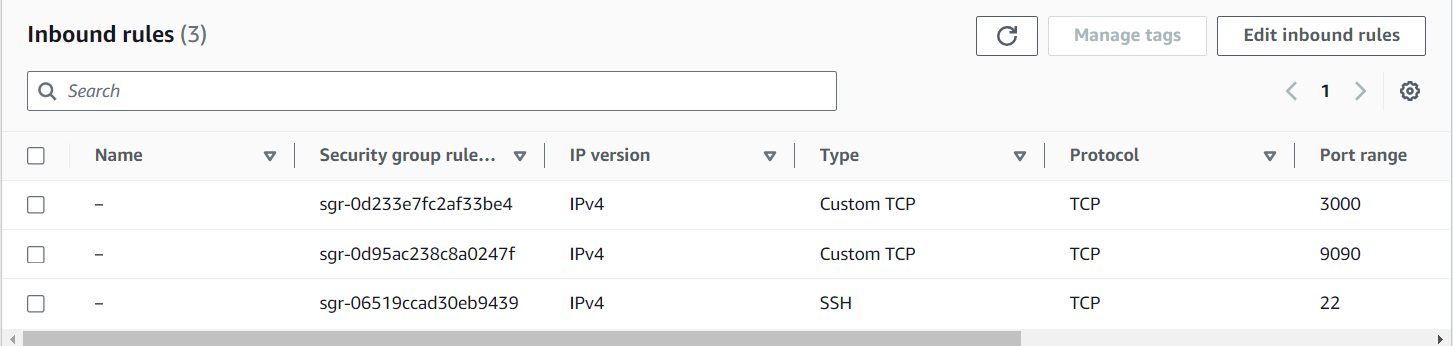 Inbound rules (3)
Manage tags
Edit inbound rules
Search
1
Name Security group rule... IP version Type Protocol Port range
– sgr-0d233e7fc2af33be4 IPv4 Custom TCP TCP 3000
– sgr-0d95ac238c8a0247f IPv4 Custom TCP TCP 9090
– sgr-06519ccad30eb9439 IPv4 SSH TCP 22